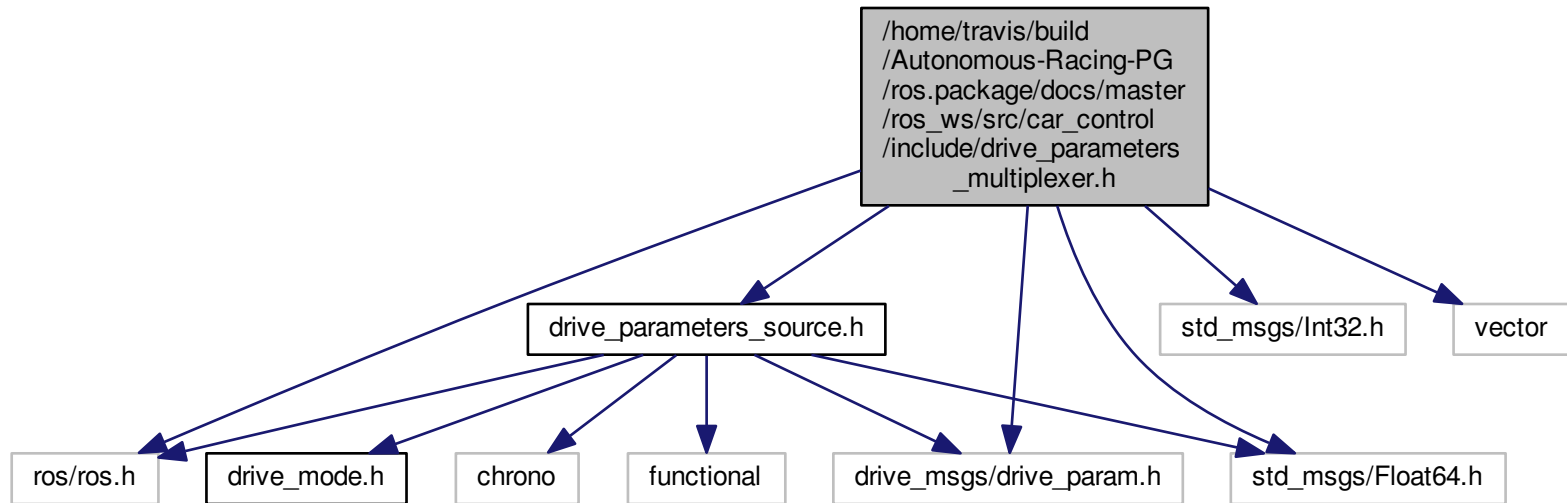 /home/travis/build
/Autonomous-Racing-PG
/ros.package/docs/master
/ros_ws/src/car_control
/include/drive_parameters
_multiplexer.h
drive_parameters_source.h
std_msgs/Int32.h
vector
ros/ros.h
drive_mode.h
chrono
functional
drive_msgs/drive_param.h
std_msgs/Float64.h